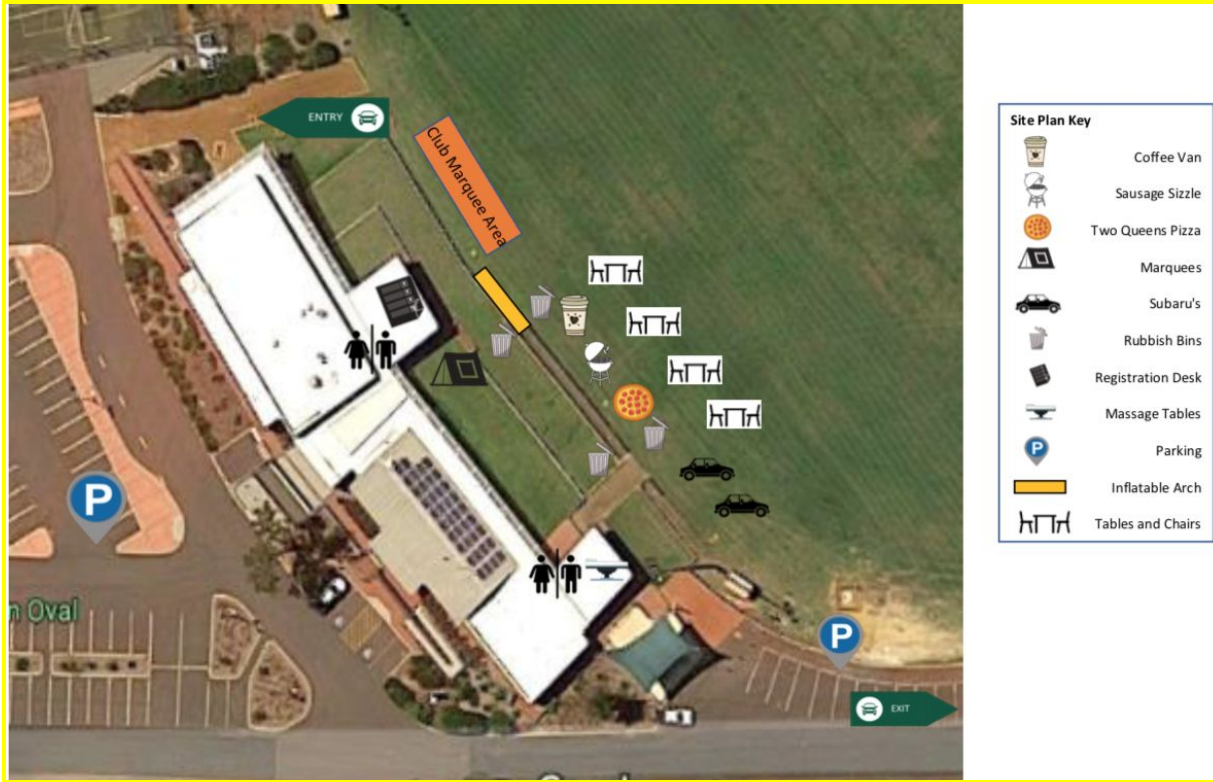 ENTRY
Club Marquee Area
P
n Oval
P
EXIT
Site Plan Key
Coffee Van
Sausage Sizzle
Two Queens Pizza
Marquees
Subaru's
Rubbish Bins
Registration Desk
Massage Tables
P
Parking
Inflatable Arch
Tables and Chairs